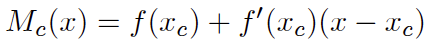 $M_c(x) = f(x_c) + f'(x_c)(x - x_c)$